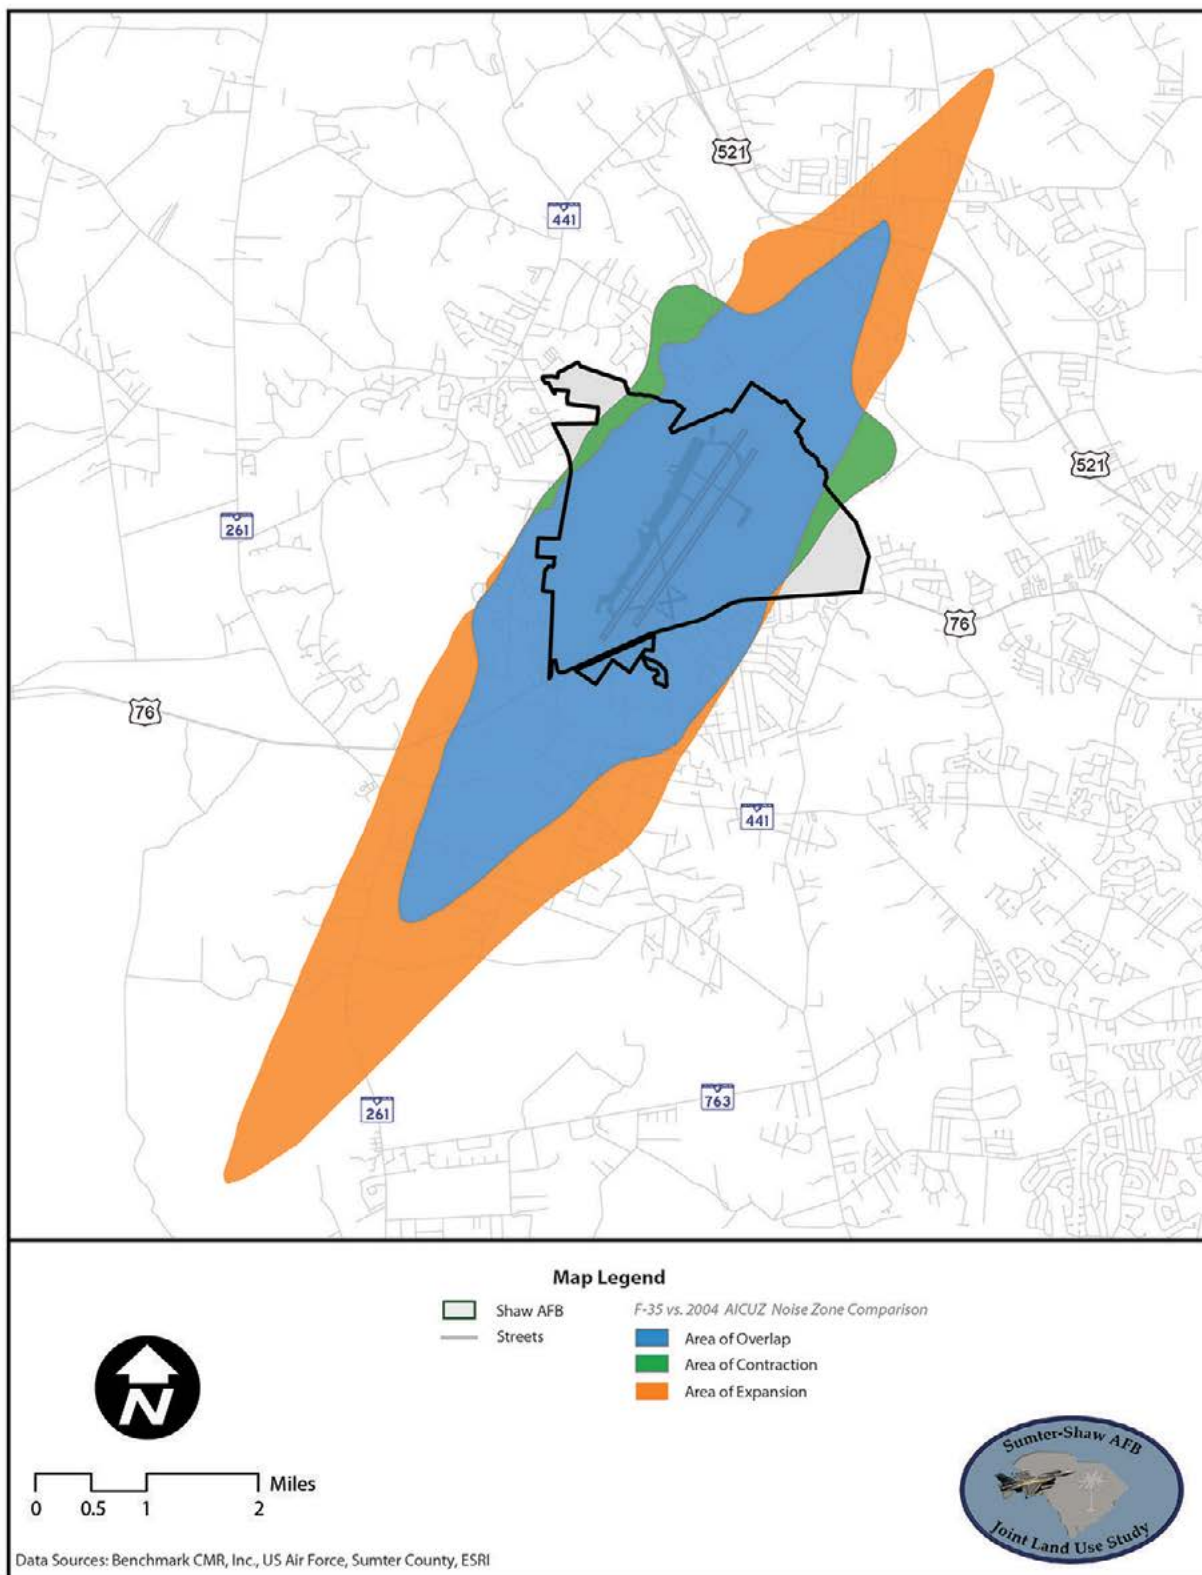 521
441
521
261
76
76
441
261
763
Map Legend
Shaw AFB
Streets
F-35 vs. 2004 AICUZ Noise Zone Comparison
Area of Overlap
Area of Contraction
Area of Expansion
N
Miles
0 0.5 1 2
Sumter-Shaw AFB
Joint Land Use Study
Data Sources: Benchmark CMR, Inc., US Air Force, Sumter County, ESRI